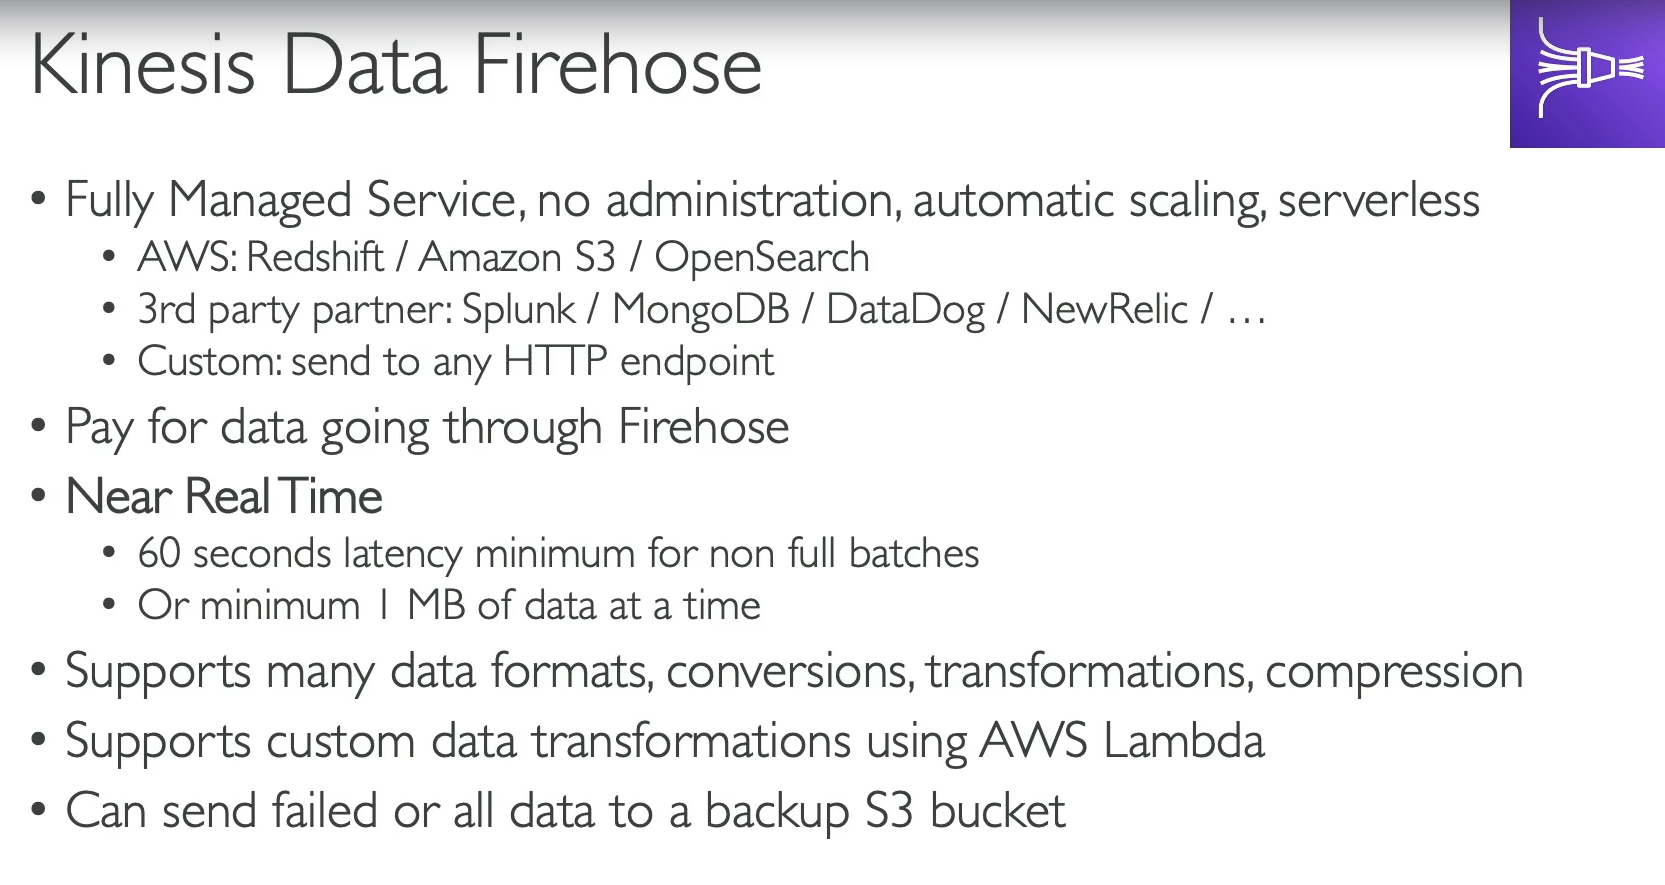 Kinesis Data Firehose
• Fully Managed Service, no administration, automatic scaling, serverless
• AWS: Redshift / Amazon S3 / OpenSearch
• 3rd party partner: Splunk / MongoDB / DataDog / NewRelic / …
• Custom: send to any HTTP endpoint
• Pay for data going through Firehose
• Near Real Time
• 60 seconds latency minimum for non full batches
• Or minimum 1 MB of data at a time
• Supports many data formats, conversions, transformations, compression
• Supports custom data transformations using AWS Lambda
• Can send failed or all data to a backup S3 bucket